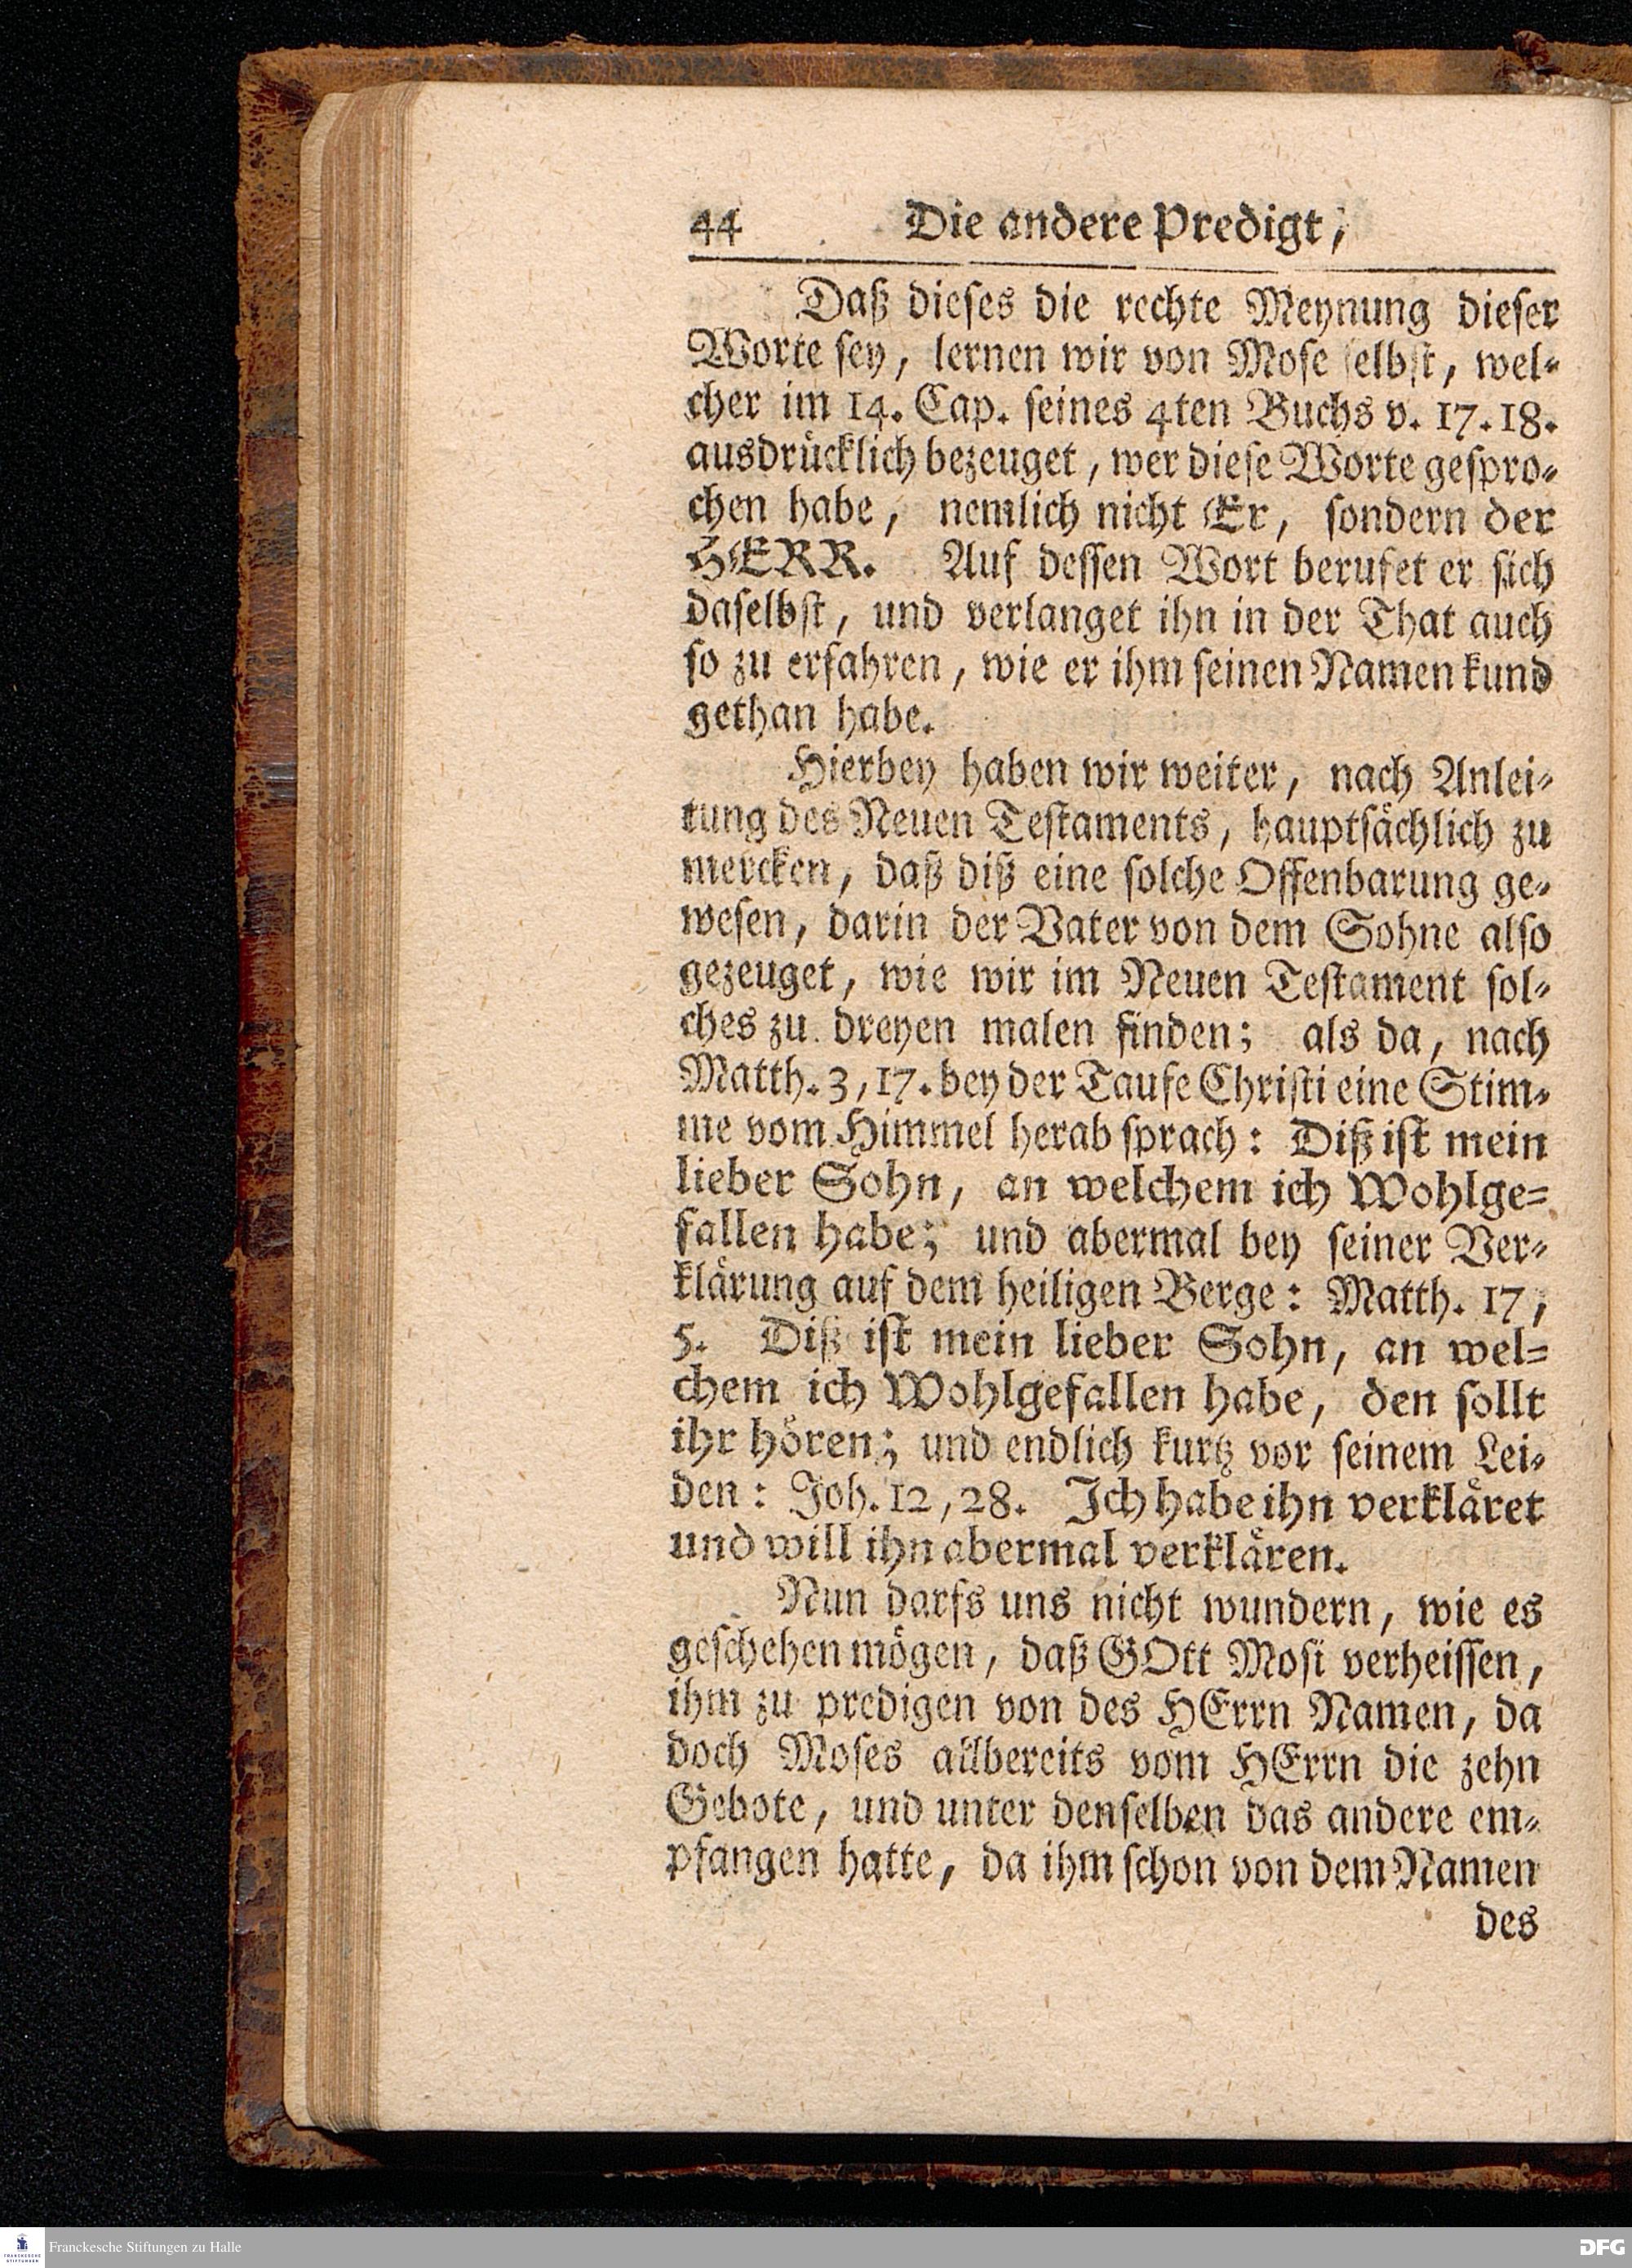 44 Die andere Predigt,
Daß dieſes die rechte Meynung dieſer
Worte ſey, lernen wir von Moſe ſelbſt, wel-
cher im 14. Cap. ſeines 4ten Buchs v. 17. 18.
ausdrücklich bezeuget, wer dieſe Worte geſpro-
chen habe, nemlich nicht Er, ſondern der
HERR. Auf deſſen Wort berufet er ſich
daſelbſt, und verlanget ihn in der That auch
ſo zu erfahren, wie er ihm ſeinen Namen kund
gethan habe.
Hierbey haben wir weiter, nach Anlei-
tung des Neuen Teſtaments, hauptſächlich zu
mercken, daß diß eine ſolche Offenbarung ge-
weſen, darin der Vater von dem Sohne alſo
gezeuget, wie wir im Neuen Teſtament ſol-
ches zu dreyen malen finden; als da, nach
Matth. 3, 17. bey der Taufe Chriſti eine Stim-
me vom Himmel herab ſprach: Diß iſt mein
lieber Sohn, an welchem ich Wohlge-
fallen habe; und abermal bey ſeiner Ver-
klärung auf dem heiligen Berge: Matth. 17,
5. Diß iſt mein lieber Sohn, an wel-
chem ich Wohlgefallen habe, den ſollt
ihr hören; und endlich kurtz vor ſeinem Lei-
den: Joh. 12, 28. Ich habe ihn verkläret
und will ihn abermal verklären.
Nun darfs uns nicht wundern, wie es
geſchehen mögen, daß GOtt Moſi verheiſſen,
ihm zu predigen von des HErrn Namen, da
doch Moſes allbereits vom HErrn die zehn
Gebote, und unter denſelben das andere em-
pfangen hatte, da ihm ſchon von dem Namen
des
FRANCKESCHE
STIFTUNGEN
Franckesche Stiftungen zu Halle
DFG